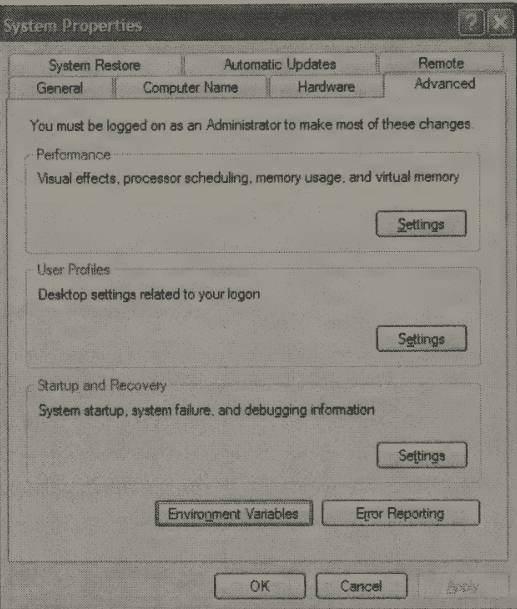 System Properties
System Restore Automatic Updates Remote
General Computer Name Hardware Advanced
You must be logged on as an Administrator to make most of these changes.
Performance
Visual effects, processor scheduling, memory usage, and virtual memory
Settings
User Profiles
Desktop settings related to your logon
Settings
Startup and Recovery
System startup, system failure, and debugging information
Settings
Environment Variables Error Reporting
OK Cancel Apply